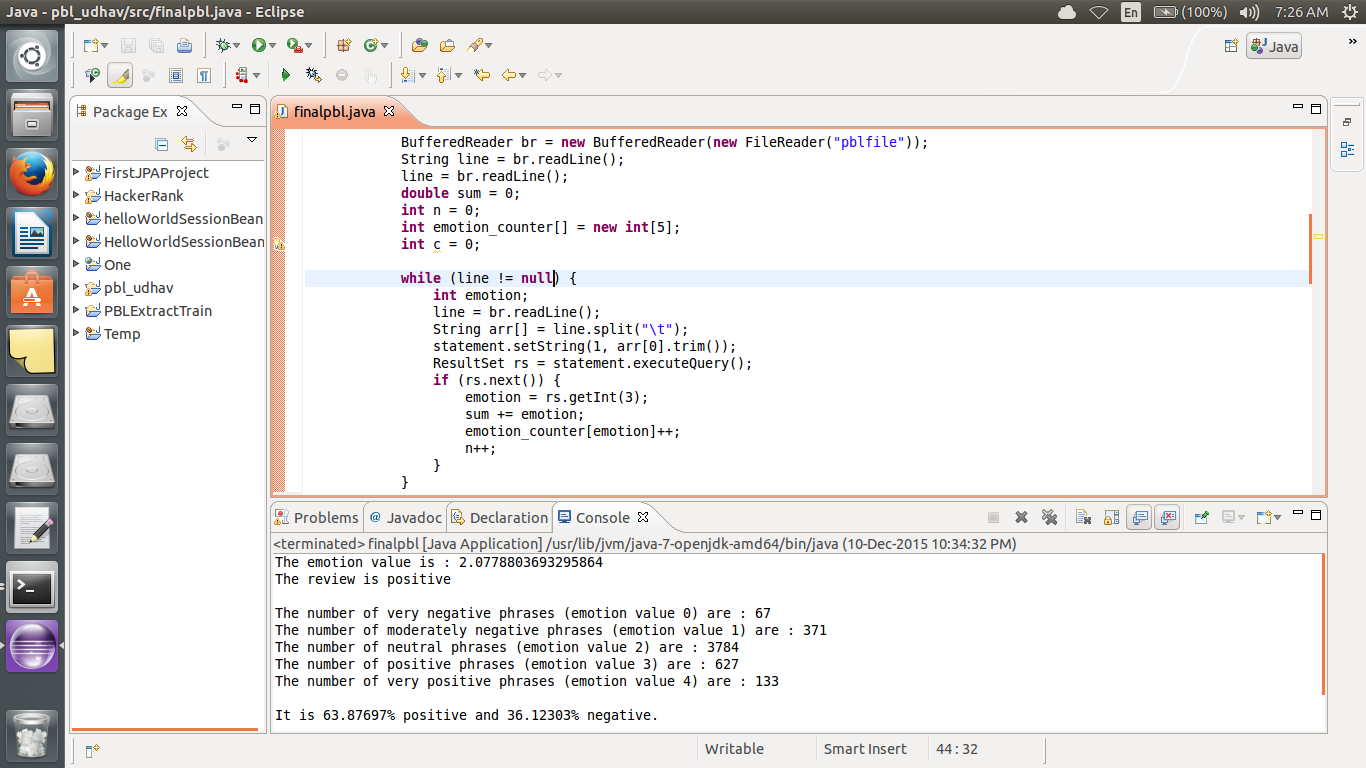 Java - pbl_udhav/src/finalpbl.java - Eclipse
En
(100%)
7:26 AM
Java
»
Package Ex
finalpbl.java
FirstJPAProject
HackerRank
helloWorldSessionBean
HelloWorldSessionBean
One
pbl_udhav
PBLExtractTrain
Temp
BufferedReader br = new BufferedReader(new FileReader("pblfile"));
String line = br.readLine();
line = br.readLine();
double sum = 0;
int n = 0;
int emotion_counter[] = new int[5];
int c = 0;
while (line != null) {
int emotion;
line = br.readLine();
String arr[] = line.split("\t");
statement.setString(1, arr[0].trim());
ResultSet rs = statement.executeQuery();
if (rs.next()) {
emotion = rs.getInt(3);
sum += emotion;
emotion_counter[emotion]++;
n++;
}
}
Problems @ Javadoc Declaration Console
<terminated> finalpbl [Java Application] /usr/lib/jvm/java-7-openjdk-amd64/bin/java (10-Dec-2015 10:34:32 PM)
The emotion value is : 2.0778803693295864
The review is positive
The number of very negative phrases (emotion value 0) are : 67
The number of moderately negative phrases (emotion value 1) are : 371
The number of neutral phrases (emotion value 2) are : 3784
The number of positive phrases (emotion value 3) are : 627
The number of very positive phrases (emotion value 4) are : 133
It is 63.87697% positive and 36.12303% negative.
Writable
Smart Insert
44 : 32